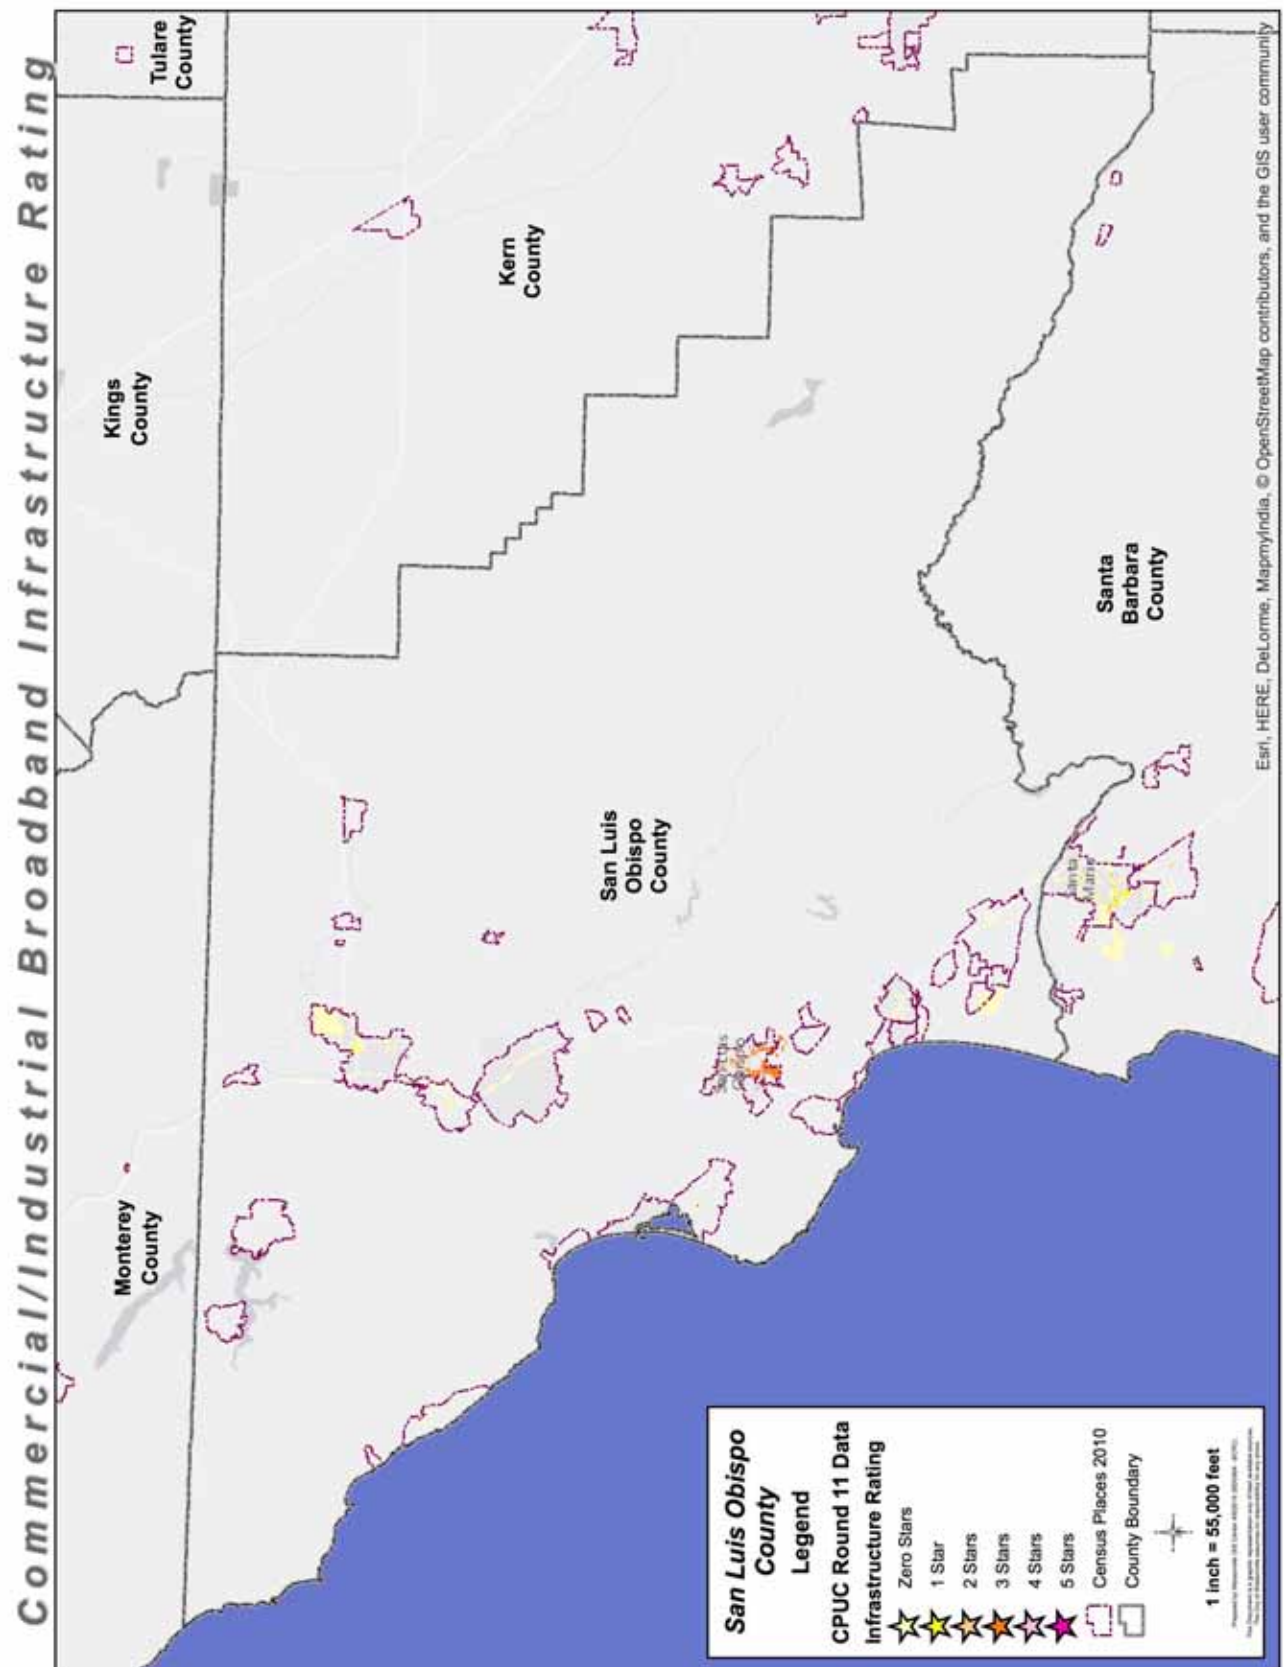 Commercial/Industrial Broadband Infrastructure Rating
Monterey
County
Kings
County
Tulare
County
Kern
County
San Luis
Obispo
County
San Luis
Obispo
Santa
Maria
Santa
Barbara
County
San Luis Obispo
County
Legend
CPUC Round 11 Data
Infrastructure Rating
Zero Stars
1 Star
2 Stars
3 Stars
4 Stars
5 Stars
Census Places 2010
County Boundary
1 inch = 55,000 feet
Esri, HERE, DeLorme, MapmyIndia, © OpenStreetMap contributors, and the GIS user community